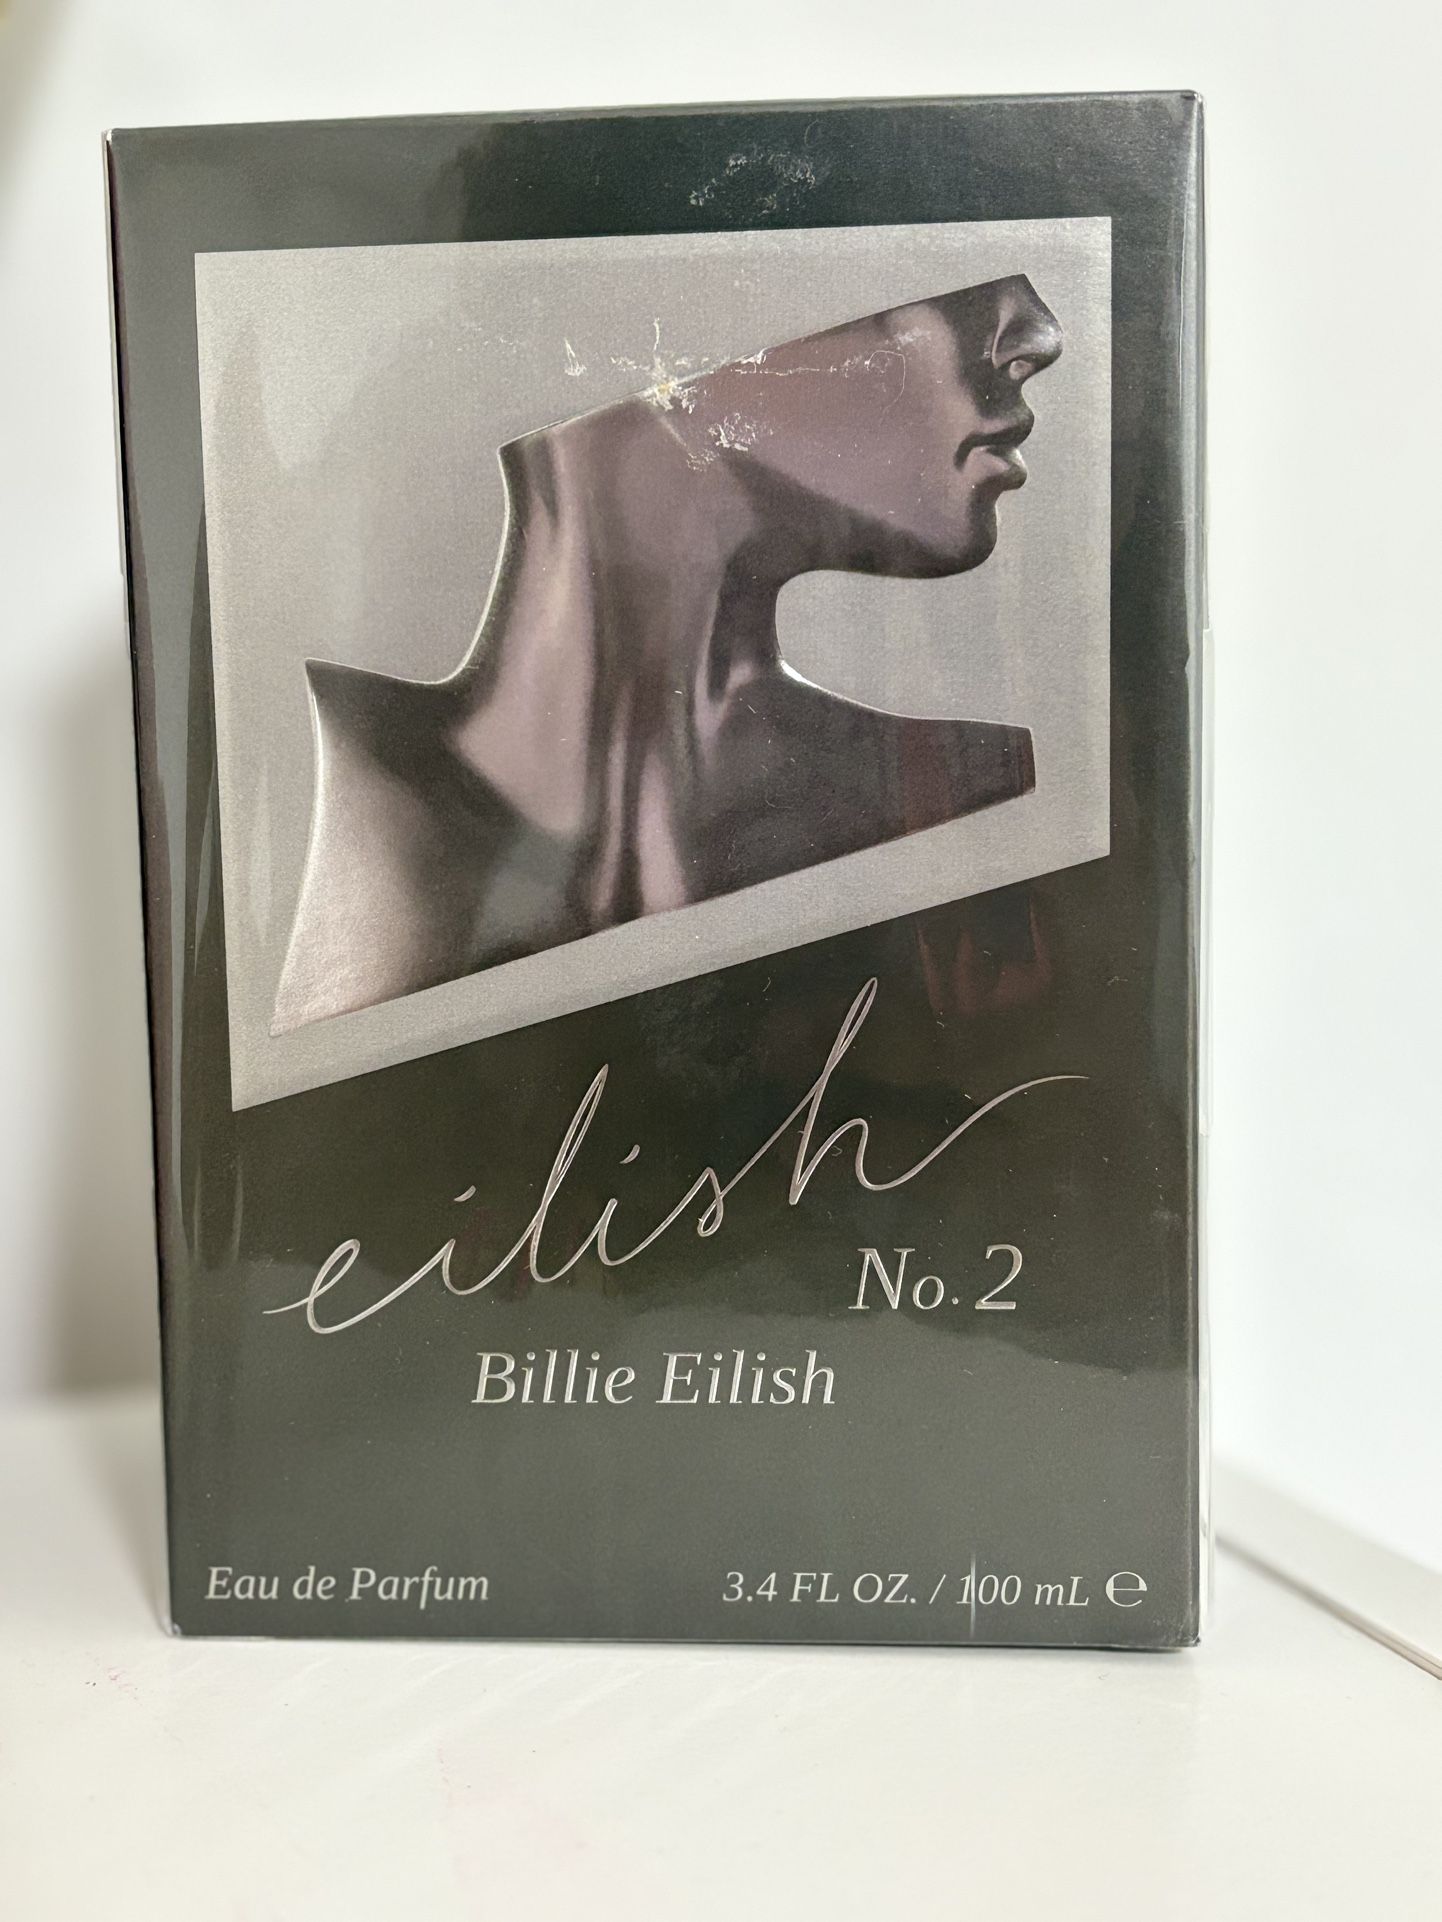 eilish
No. 2
Billie Eilish
Eau de Parfum
3.4 FL OZ. / 100 mL ℮